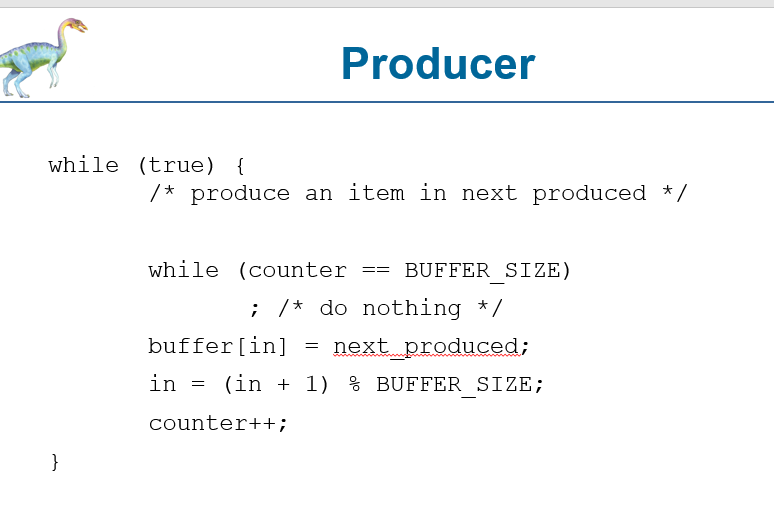 Producer
while (true) {
/* produce an item in next produced */
while (counter == BUFFER_SIZE)
; /* do nothing */
buffer[in] = next_produced;
in = (in + 1) % BUFFER_SIZE;
counter++;
}